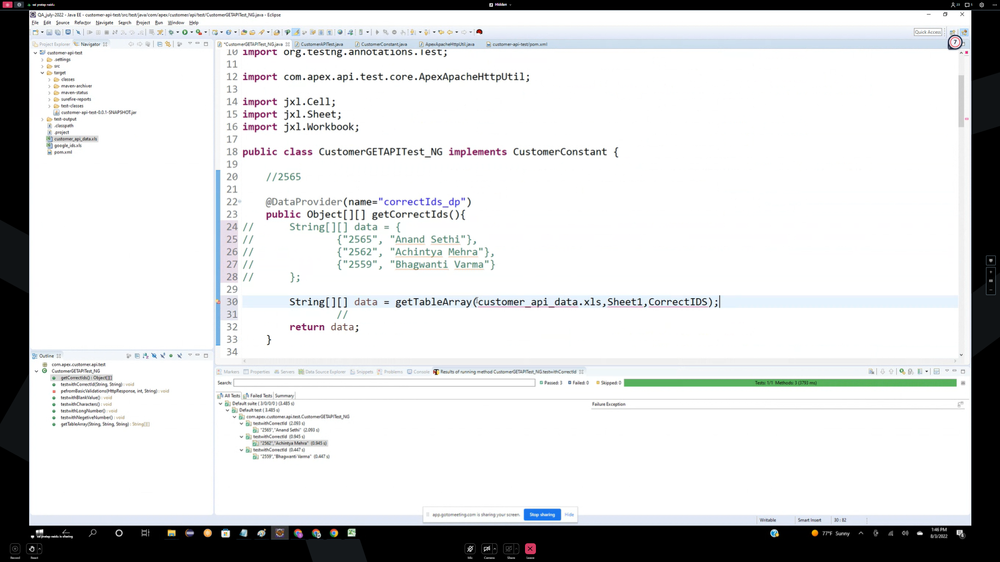 sai pratap naidu
Hidden
23
5
QA_july-2022 - Java EE - customer-api-test/src/test/java/com/apex/customer/api/test/CustomerGETAPITest_NG.java - Eclipse
File Edit Source Refactor Navigate Search Project Run Window Help
Quick Access
7
Project Explorer Navigator
customer-api-test
.settings
src
target
classes
maven-archiver
maven-status
surefire-reports
test-classes
customer-api-test-0.0.1-SNAPSHOT.jar
test-output
.classpath
.project
customer_api_data.xls
google_ids.xls
pom.xml
*CustomerGETAPITest_NG.java CustomerAPITest.java CustomerConstant.java ApexApacheHttpUtil.java customer-api-test/pom.xml
10 import org.testng.annotations.Test;
11
12 import com.apex.api.test.core.ApexApacheHttpUtil;
13
14 import jxl.Cell;
15 import jxl.Sheet;
16 import jxl.Workbook;
17
18 public class CustomerGETAPITest_NG implements CustomerConstant {
19
20 //2565
21
22 @DataProvider(name="correctIds_dp")
23 public Object[][] getCorrectIds(){
24 // String[][] data = {
25 // {"2565", "Anand Sethi"},
26 // {"2562", "Achintya Mehra"},
27 // {"2559", "Bhagwanti Varma"}
28 // };
29
30 String[][] data = getTableArray(customer_api_data.xls,Sheet1,CorrectIDS);
31 //
32 return data;
33 }
34
Outline
com.apex.customer.api.test
CustomerGETAPITest_NG
getCorrectIds() : Object[][]
testwithCorrectId(String, String) : void
pefromBasicValidations(HttpResponse, int, String) : void
testwithBlankValue() : void
testwithCharacters() : void
testwithLongNumber() : void
testwithNegetiveNumber() : void
getTableArray(String, String, String) : String[][]
Markers Properties Servers Data Source Explorer Snippets Problems Console Results of running method CustomerGETAPITest_NG.testwithCorrectId
Search: Passed: 3 Failed: 0 Skipped: 0 Tests: 1/1 Methods: 3 (3793 ms)
All Tests Failed Tests Summary
Default suite ( 3/0/0/0 ) (3.485 s)
Default test ( 3.485 s)
com.apex.customer.api.test.CustomerGETAPITest_NG
testwithCorrectId (2.093 s)
"2565","Anand Sethi" (2.093 s)
testwithCorrectId (0.945 s)
"2562","Achintya Mehra" (0.945 s)
testwithCorrectId (0.447 s)
"2559","Bhagwanti Varma" (0.447 s)
Failure Exception
app.gotomeeting.com is sharing your screen. Stop sharing Hide
Writable Smart Insert 30 : 82
sai pratap naidu is sharing
77°F Sunny
1:46 PM
8/3/2022
4
Record React Mic Camera Share Leave